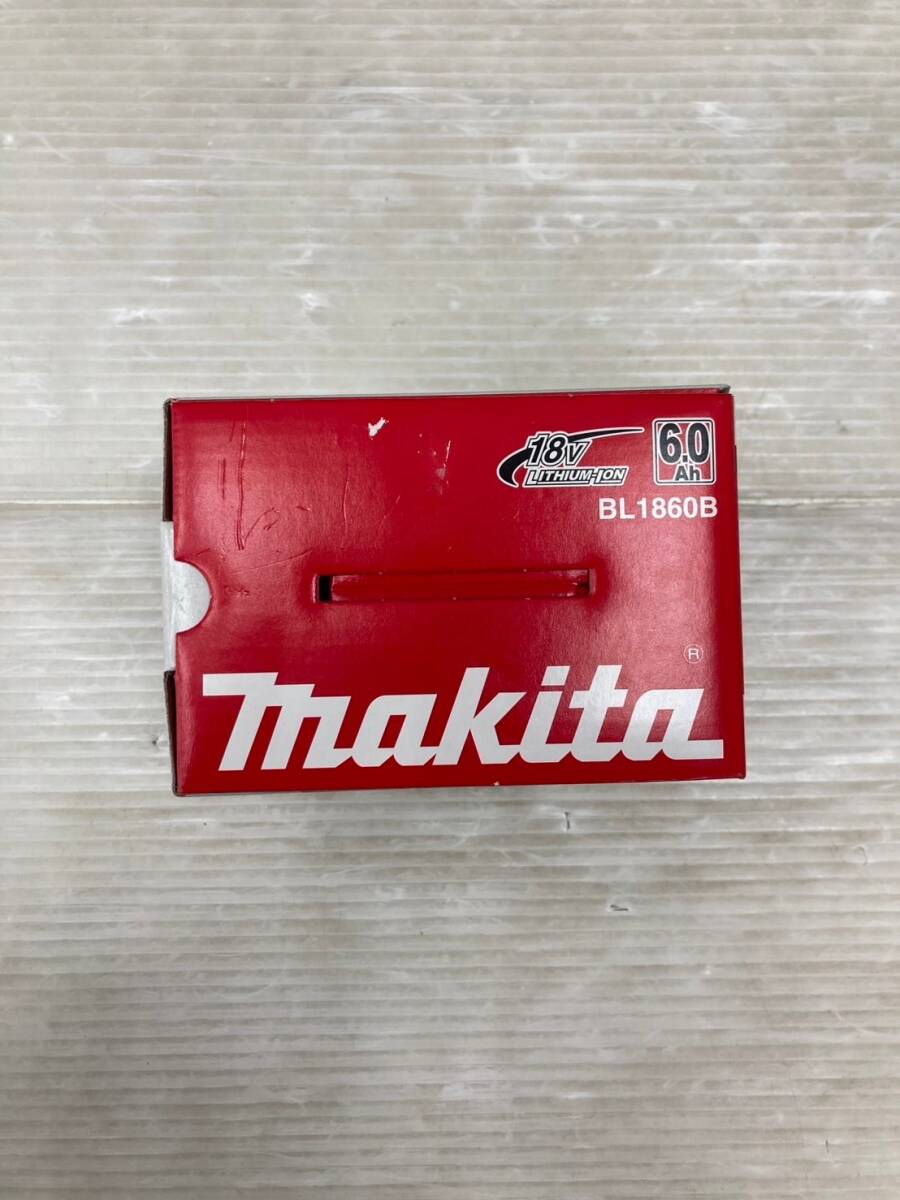 18V
LITHIUM-ION
6.0
Ah
BL1860B
makita
®